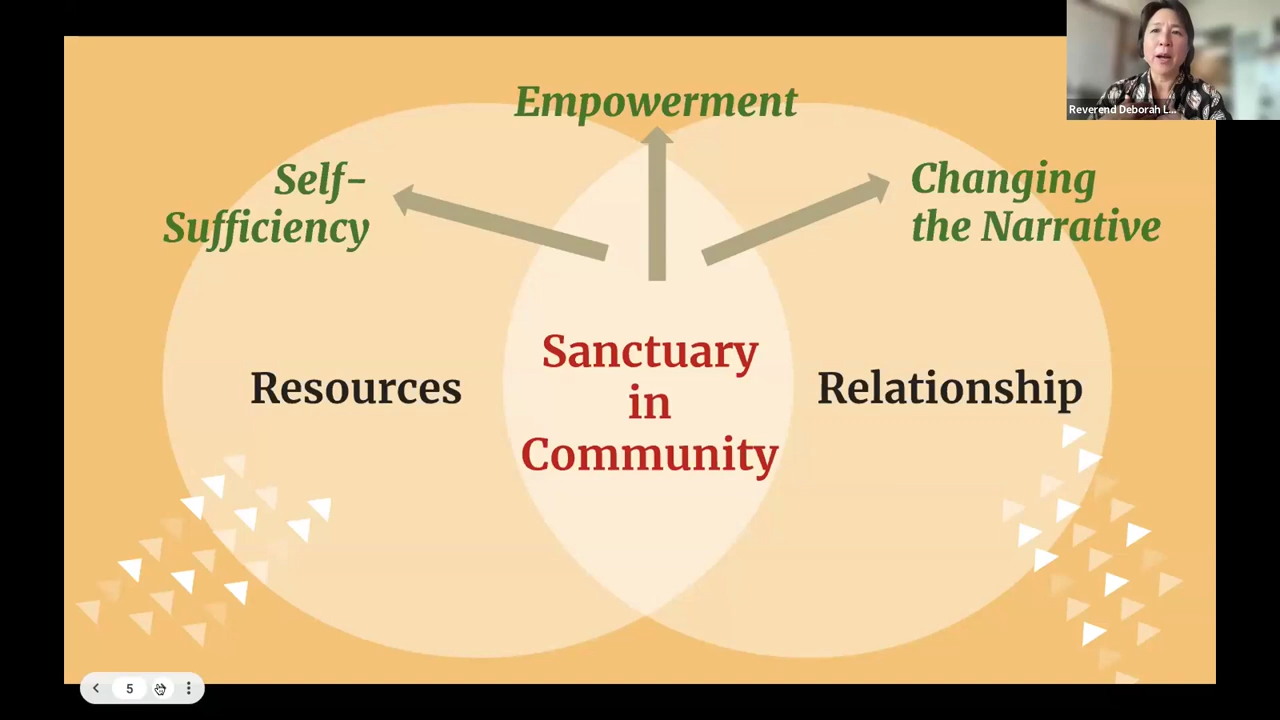 Empowerment
Self-
Sufficiency
Changing
the Narrative
Sanctuary
in
Community
Resources
Relationship
Reverend Deborah L...
5